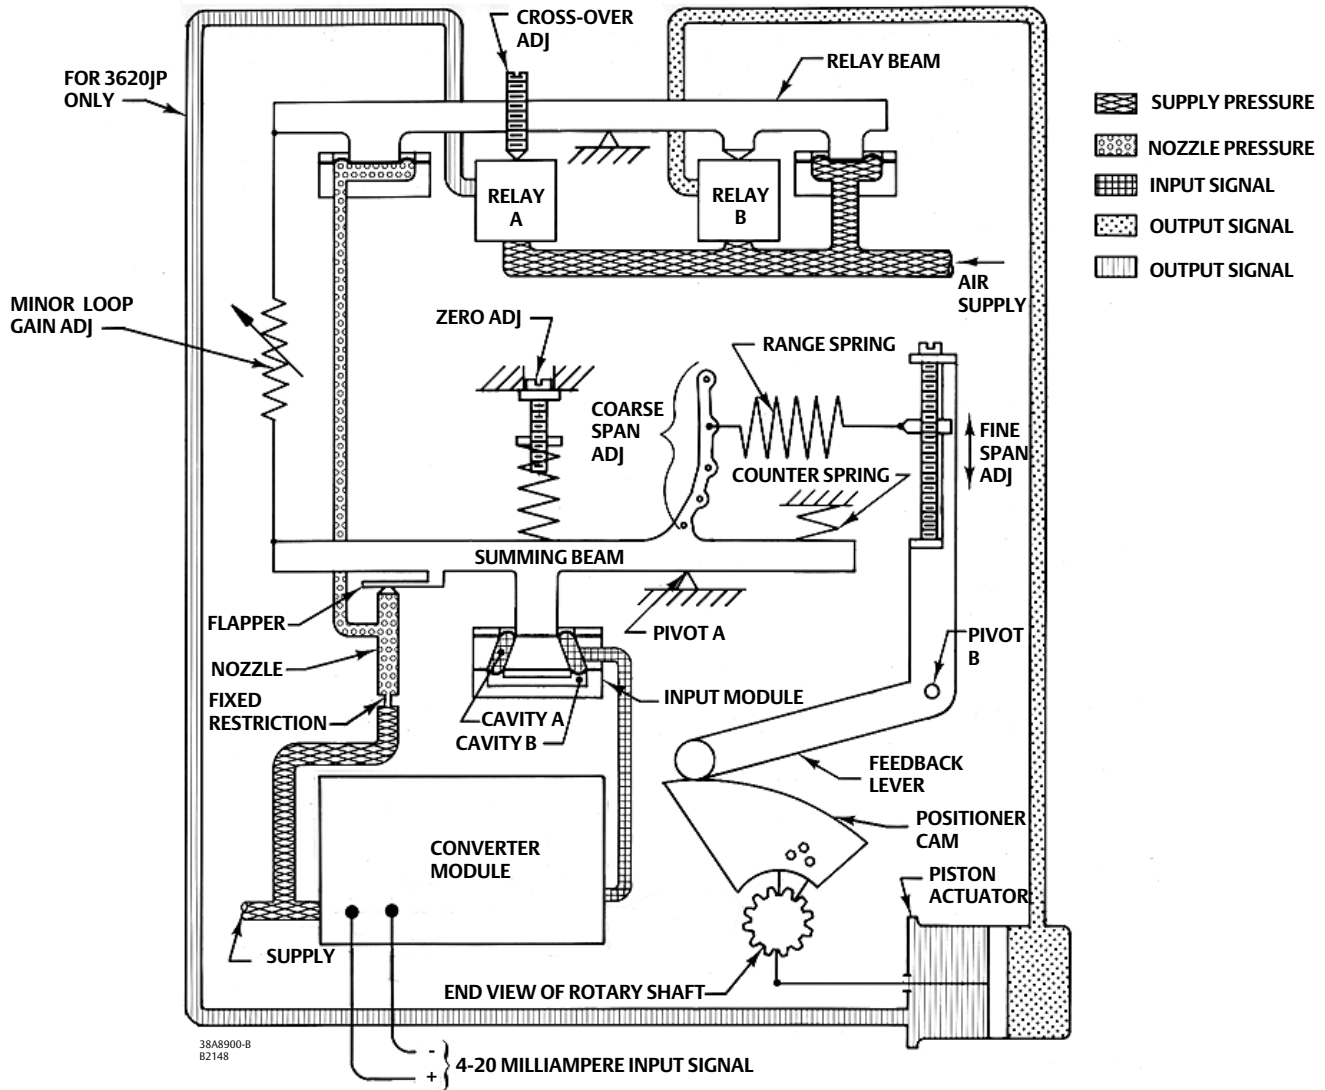 CROSS-OVER
ADJ
FOR 3620JP
ONLY
RELAY BEAM
SUPPLY PRESSURE
NOZZLE PRESSURE
INPUT SIGNAL
OUTPUT SIGNAL
OUTPUT SIGNAL
RELAY
A
RELAY
B
AIR
SUPPLY
MINOR LOOP
GAIN ADJ
ZERO ADJ
RANGE SPRING
COARSE
SPAN
ADJ
FINE
SPAN
ADJ
COUNTER SPRING
SUMMING BEAM
FLAPPER
PIVOT A
PIVOT
B
NOZZLE
INPUT MODULE
FIXED
RESTRICTION
CAVITY A
CAVITY B
FEEDBACK
LEVER
POSITIONER
CAM
CONVERTER
MODULE
PISTON
ACTUATOR
SUPPLY
END VIEW OF ROTARY SHAFT
38A8900-B
B2148
-
+
4-20 MILLIAMPERE INPUT SIGNAL